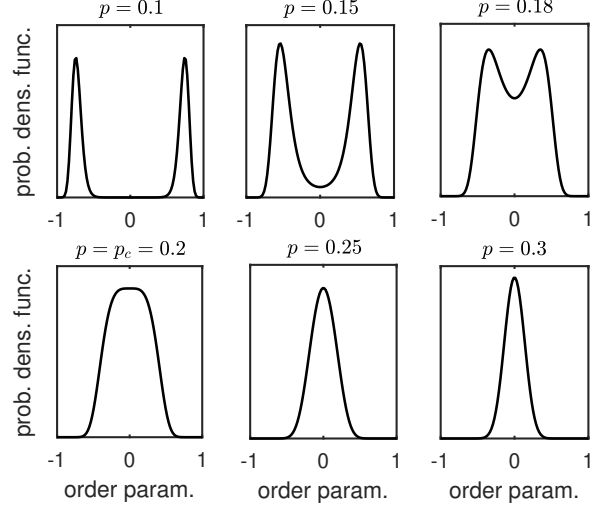 p = 0.1
p = 0.15
p = 0.18
prob. dens. func.
-1 0 1
-1 0 1
-1 0 1
p = p_c = 0.2
p = 0.25
p = 0.3
prob. dens. func.
-1 0 1
-1 0 1
-1 0 1
order param.
order param.
order param.